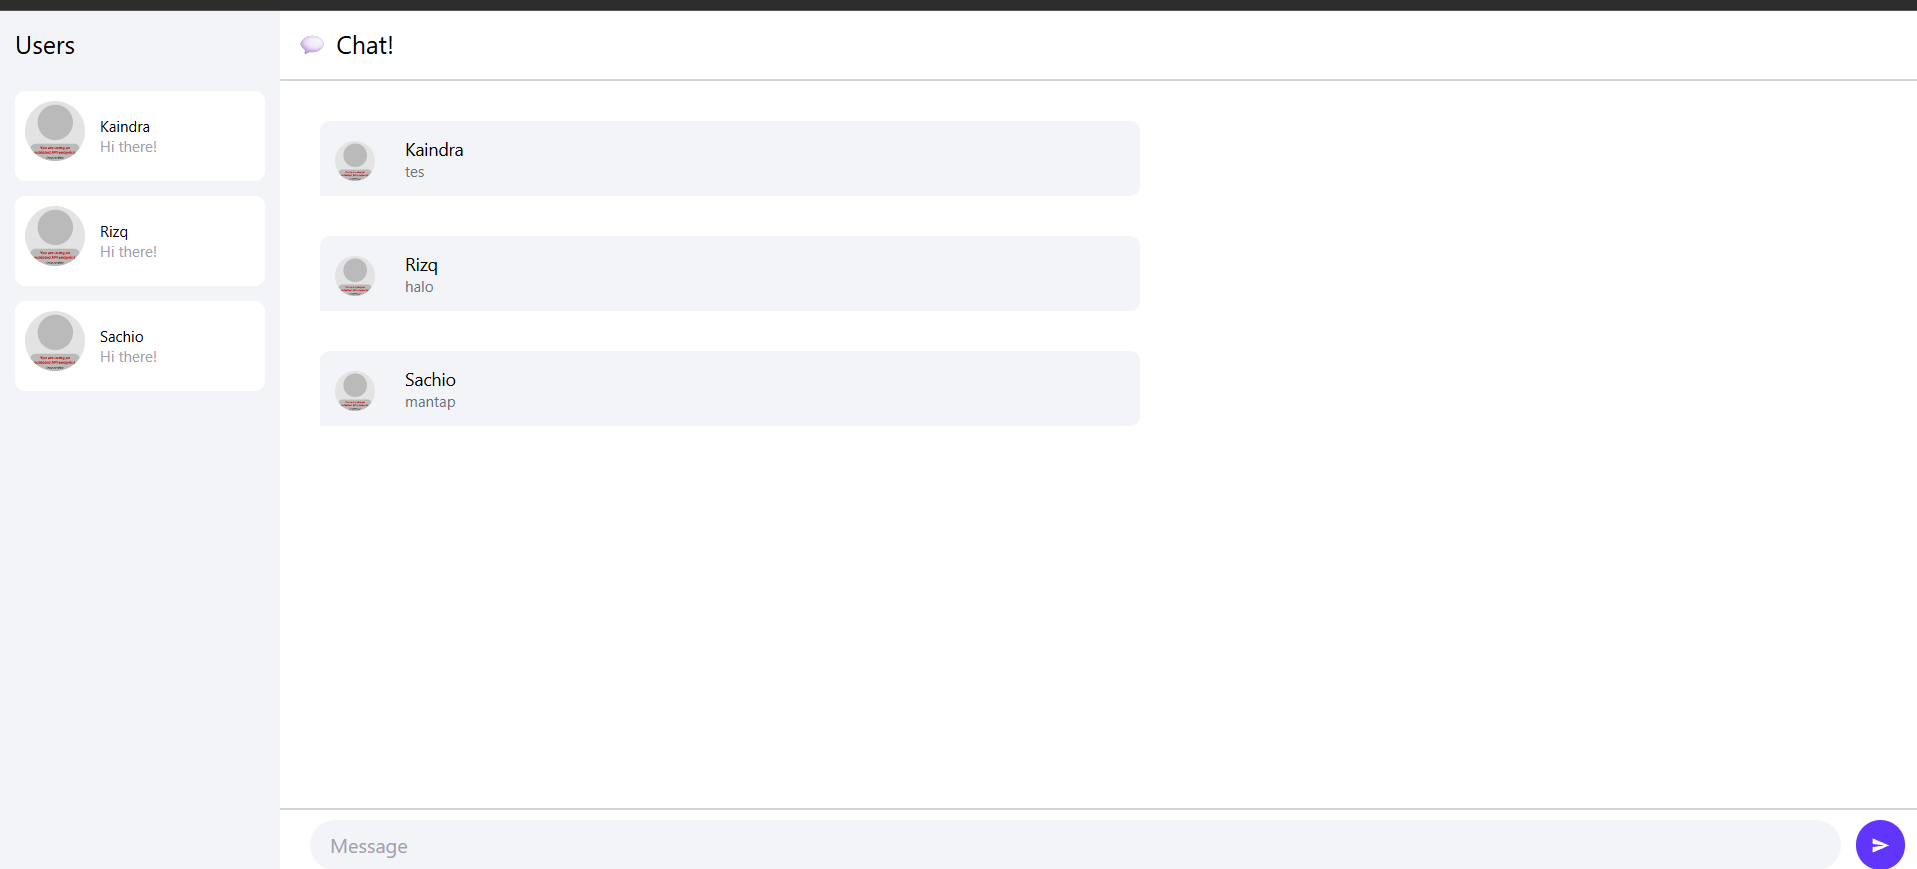 Users
Kaindra
Hi there!
Rizq
Hi there!
Sachio
Hi there!
Chat!
Kaindra
tes
Rizq
halo
Sachio
mantap
Message